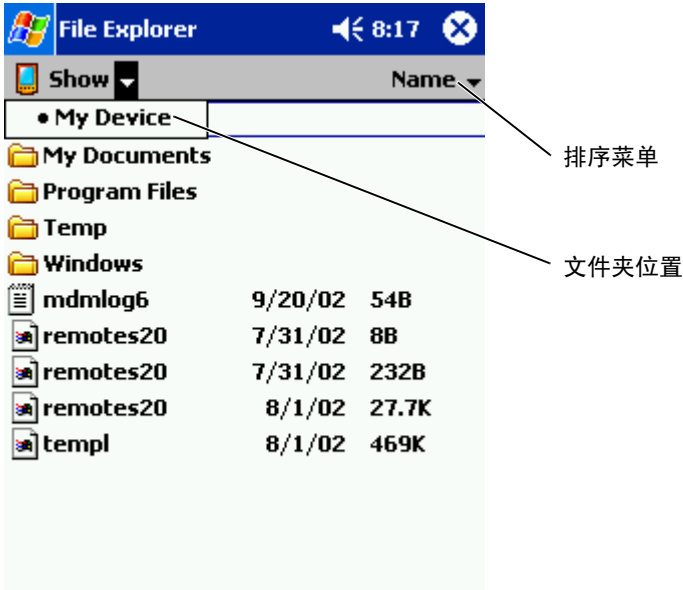 File Explorer 8:17
Show Name
My Device
排序菜单
My Documents
Program Files
Temp
文件夹位置
Windows
mdmlog6 9/20/02 54B
remotes20 7/31/02 8B
remotes20 7/31/02 232B
remotes20 8/1/02 27.7K
templ 8/1/02 469K